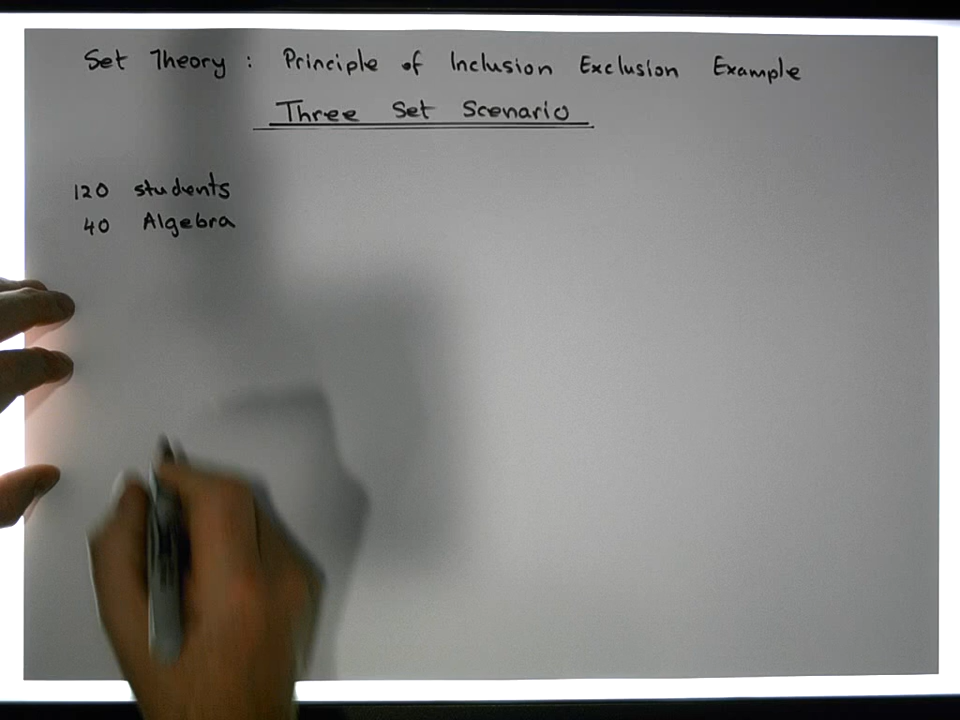 Set Theory : Principle of Inclusion Exclusion Example
Three Set Scenario
120 students
40 Algebra